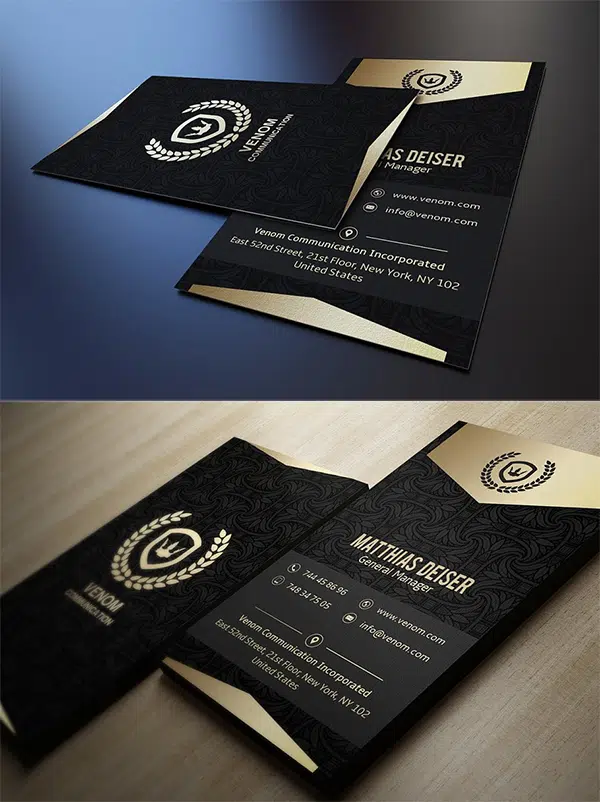 VENOM
COMMUNICATION
AS DEISER
Manager
www.venom.com
info@venom.com
Venom Communication Incorporated
East 52nd Street, 21st Floor, New York, NY 102
United States
VENOM
COMMUNICATION
MATTHIAS DEISER
General Manager
744 45 86 96
748 34 75 05
www.venom.com
info@venom.com
Venom Communication Incorporated
East 52nd Street, 21st Floor, New York, NY 102
United States